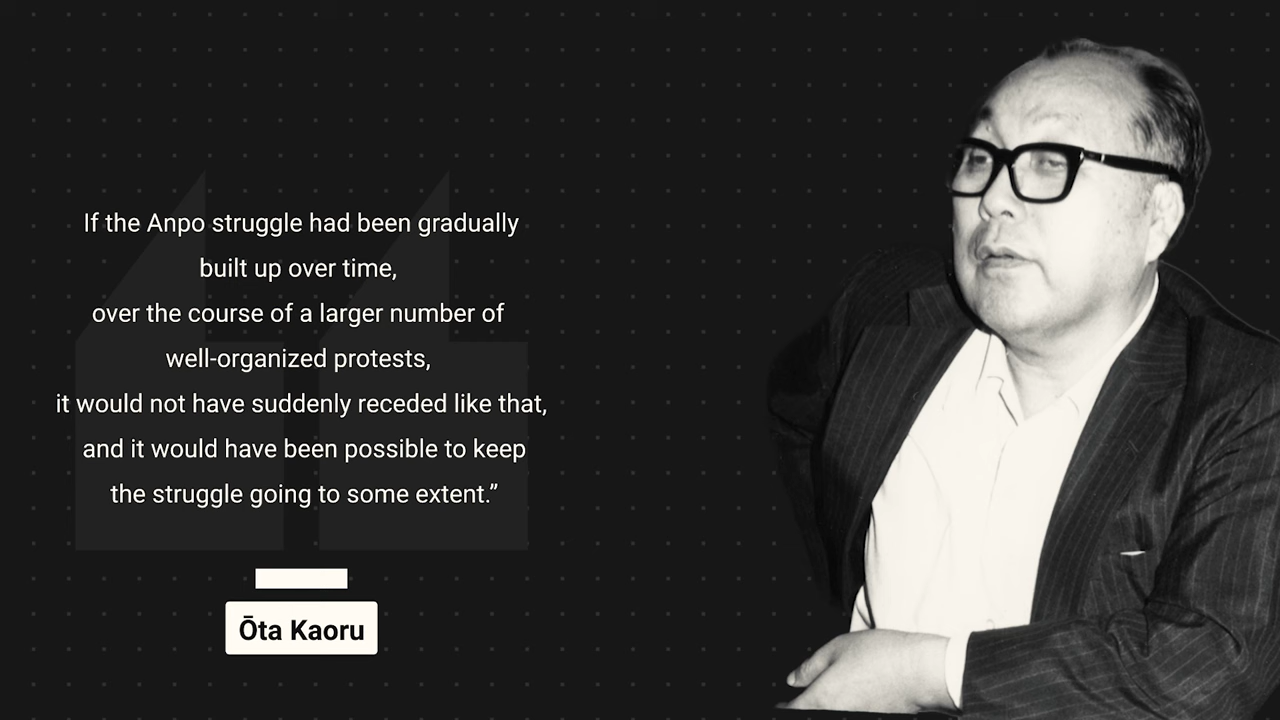 If the Anpo struggle had been gradually
built up over time,
over the course of a larger number of
well-organized protests,
it would not have suddenly receded like that,
and it would have been possible to keep
the struggle going to some extent.”
Ōta Kaoru